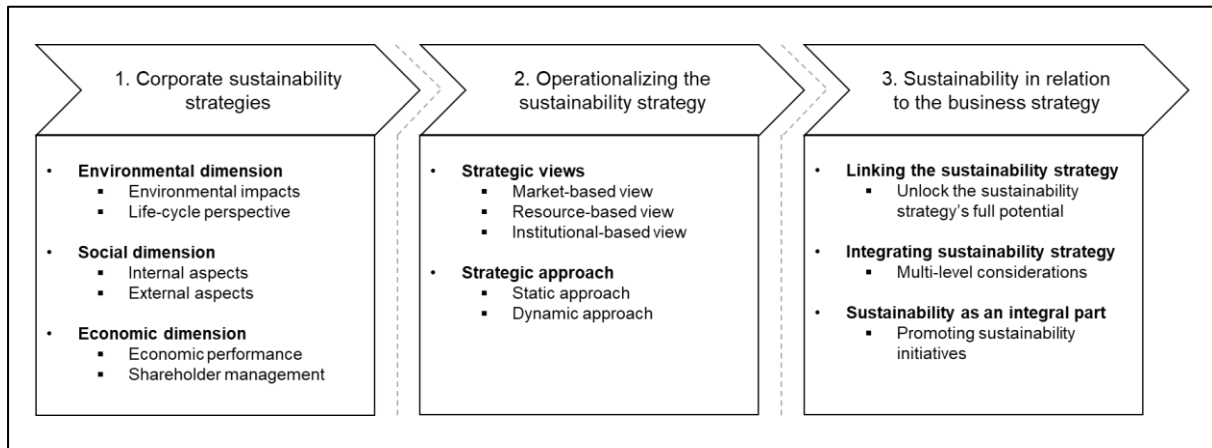 1. Corporate sustainability
strategies
• Environmental dimension
▪ Environmental impacts
▪ Life-cycle perspective
• Social dimension
▪ Internal aspects
▪ External aspects
• Economic dimension
▪ Economic performance
▪ Shareholder management
2. Operationalizing the
sustainability strategy
• Strategic views
▪ Market-based view
▪ Resource-based view
▪ Institutional-based view
• Strategic approach
▪ Static approach
▪ Dynamic approach
3. Sustainability in relation
to the business strategy
• Linking the sustainability strategy
▪ Unlock the sustainability
strategy's full potential
• Integrating sustainability strategy
▪ Multi-level considerations
• Sustainability as an integral part
▪ Promoting sustainability
initiatives